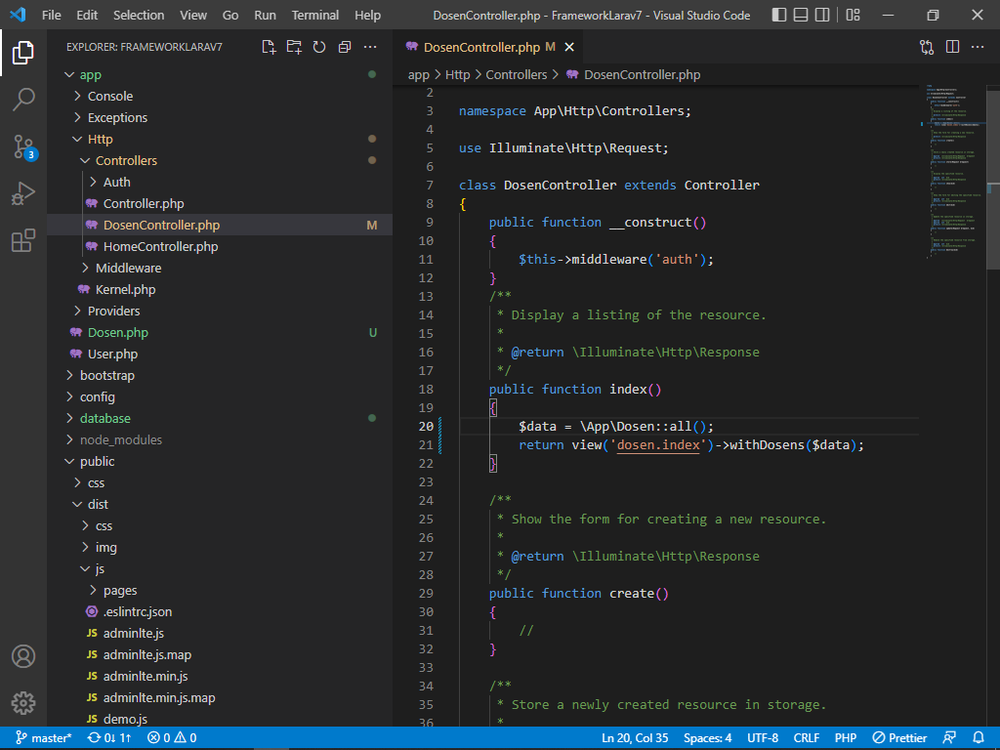 File Edit Selection View Go Run Terminal Help DosenController.php - FrameworkLarav7 - Visual Studio Code
EXPLORER: FRAMEWORKLARAV7
DosenController.php M
app > Http > Controllers > DosenController.php
app
Console
Exceptions
Http
Controllers
Auth
Controller.php
DosenController.php M
HomeController.php
Middleware
Kernel.php
Providers
Dosen.php U
User.php
bootstrap
config
database
node_modules
public
css
dist
css
img
js
pages
.eslintrc.json
JS adminlte.js
JS adminlte.js.map
JS adminlte.min.js
JS adminlte.min.js.map
JS demo.js
3
2
3 namespace App\Http\Controllers;
4
5 use Illuminate\Http\Request;
6
7 class DosenController extends Controller
8 {
9 public function __construct()
10 {
11 $this->middleware('auth');
12 }
13 /**
14 * Display a listing of the resource.
15 *
16 * @return \Illuminate\Http\Response
17 */
18 public function index()
19 {
20 $data = \App\Dosen::all();
21 return view('dosen.index')->withDosens($data);
22 }
23
24 /**
25 * Show the form for creating a new resource.
26 *
27 * @return \Illuminate\Http\Response
28 */
29 public function create()
30 {
31 //
32 }
33
34 /**
35 * Store a newly created resource in storage.
36 *
master* 0↓ 1↑ 0 0 Ln 20, Col 35 Spaces: 4 UTF-8 CRLF PHP Prettier